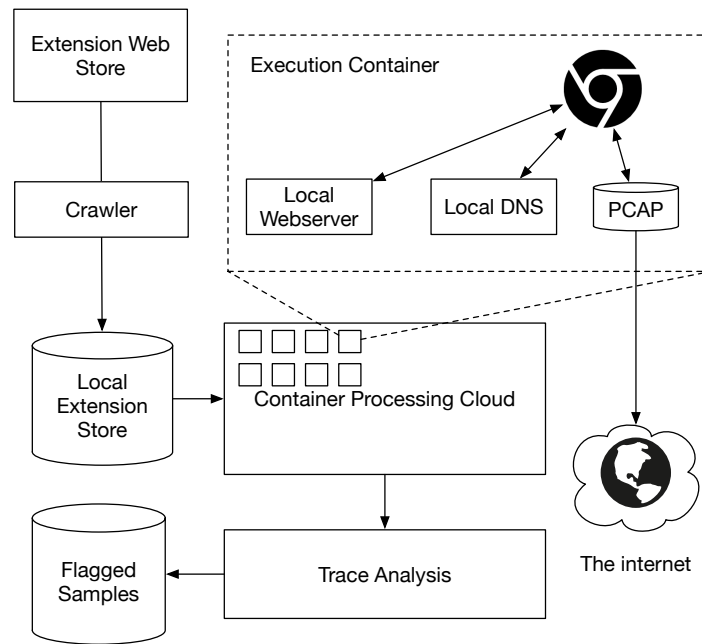 Extension Web
Store
Execution Container
Crawler
Local
Webserver
Local DNS
PCAP
Local
Extension
Store
Container Processing Cloud
Flagged
Samples
Trace Analysis
The internet